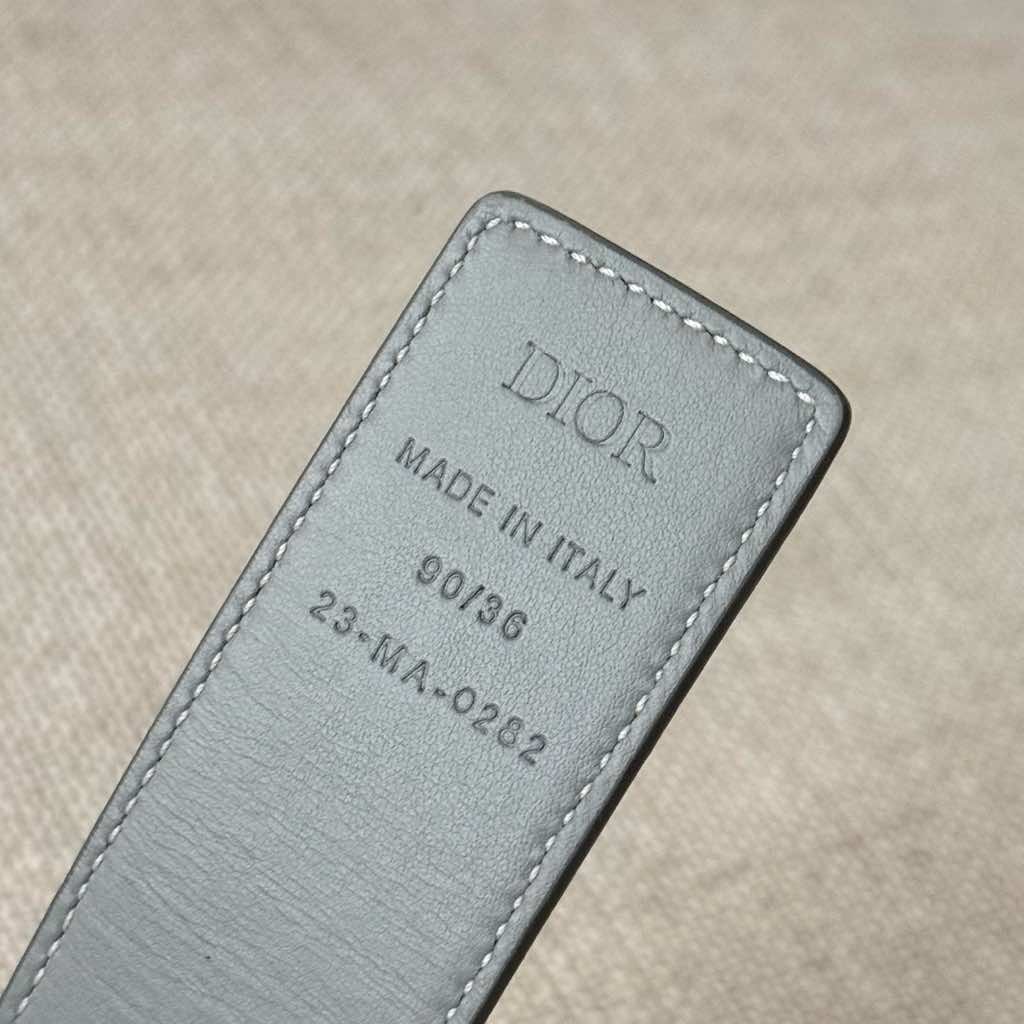 DIOR
MADE IN ITALY
90/36
23-MA-0282